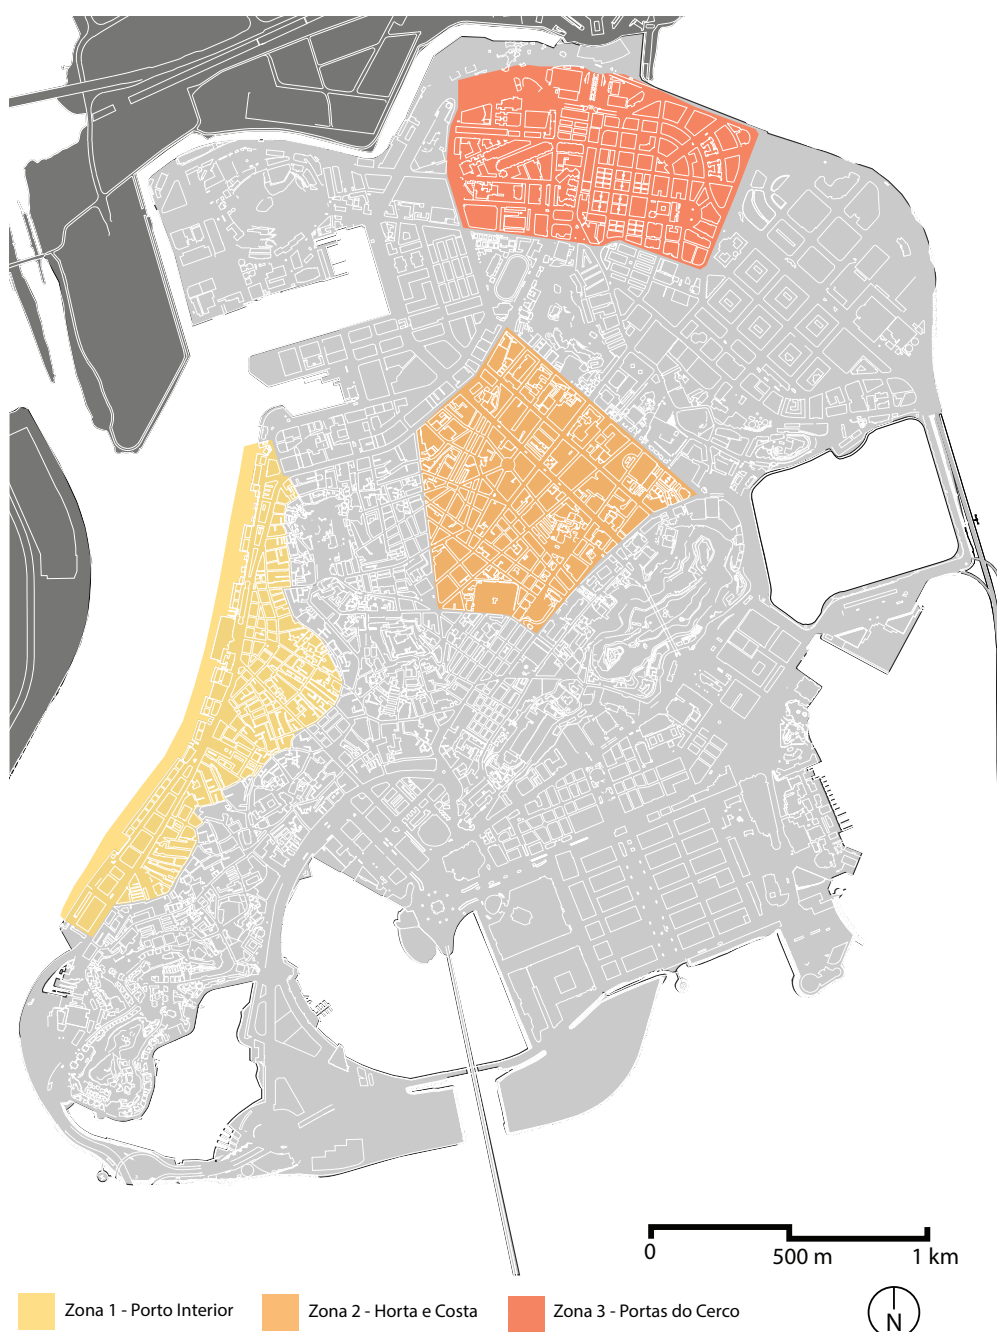 0
500 m
1 km
Zona 1 - Porto Interior
Zona 2 - Horta e Costa
Zona 3 - Portas do Cerco
N